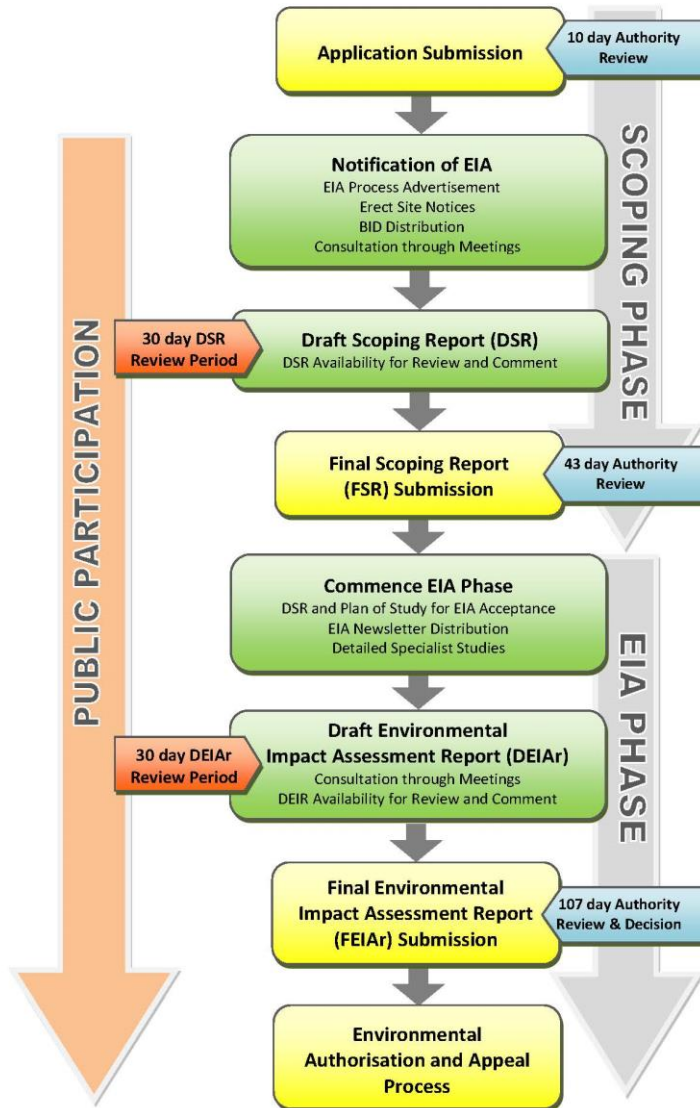 Application Submission
10 day Authority
Review
SCOPING PHASE
Notification of EIA
EIA Process Advertisement
Erect Site Notices
BID Distribution
Consultation through Meetings
PUBLIC PARTICIPATION
30 day DSR
Review Period
Draft Scoping Report (DSR)
DSR Availability for Review and Comment
Final Scoping Report
(FSR) Submission
43 day Authority
Review
Commence EIA Phase
DSR and Plan of Study for EIA Acceptance
EIA Newsletter Distribution
Detailed Specialist Studies
EIA PHASE
30 day DEIAr
Review Period
Draft Environmental
Impact Assessment Report (DEIAr)
Consultation through Meetings
DEIR Availability for Review and Comment
Final Environmental
Impact Assessment Report
(FEIAr) Submission
107 day Authority
Review & Decision
Environmental
Authorisation and Appeal
Process